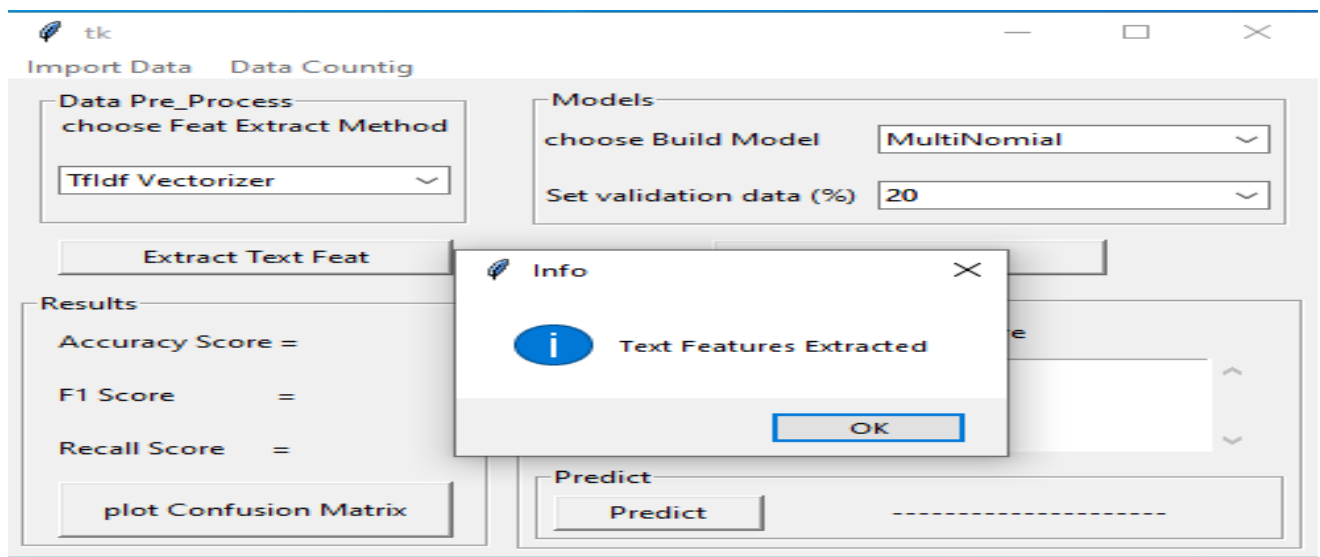 tk
Import Data Data Countig
Data Pre_Process
choose Feat Extract Method
TfIdf Vectorizer
Models
choose Build Model MultiNomial
Set validation data (%) 20
Extract Text Feat
Info
Text Features Extracted
OK
Results
Accuracy Score =
F1 Score =
Recall Score =
plot Confusion Matrix
Predict
Predict ----------------------